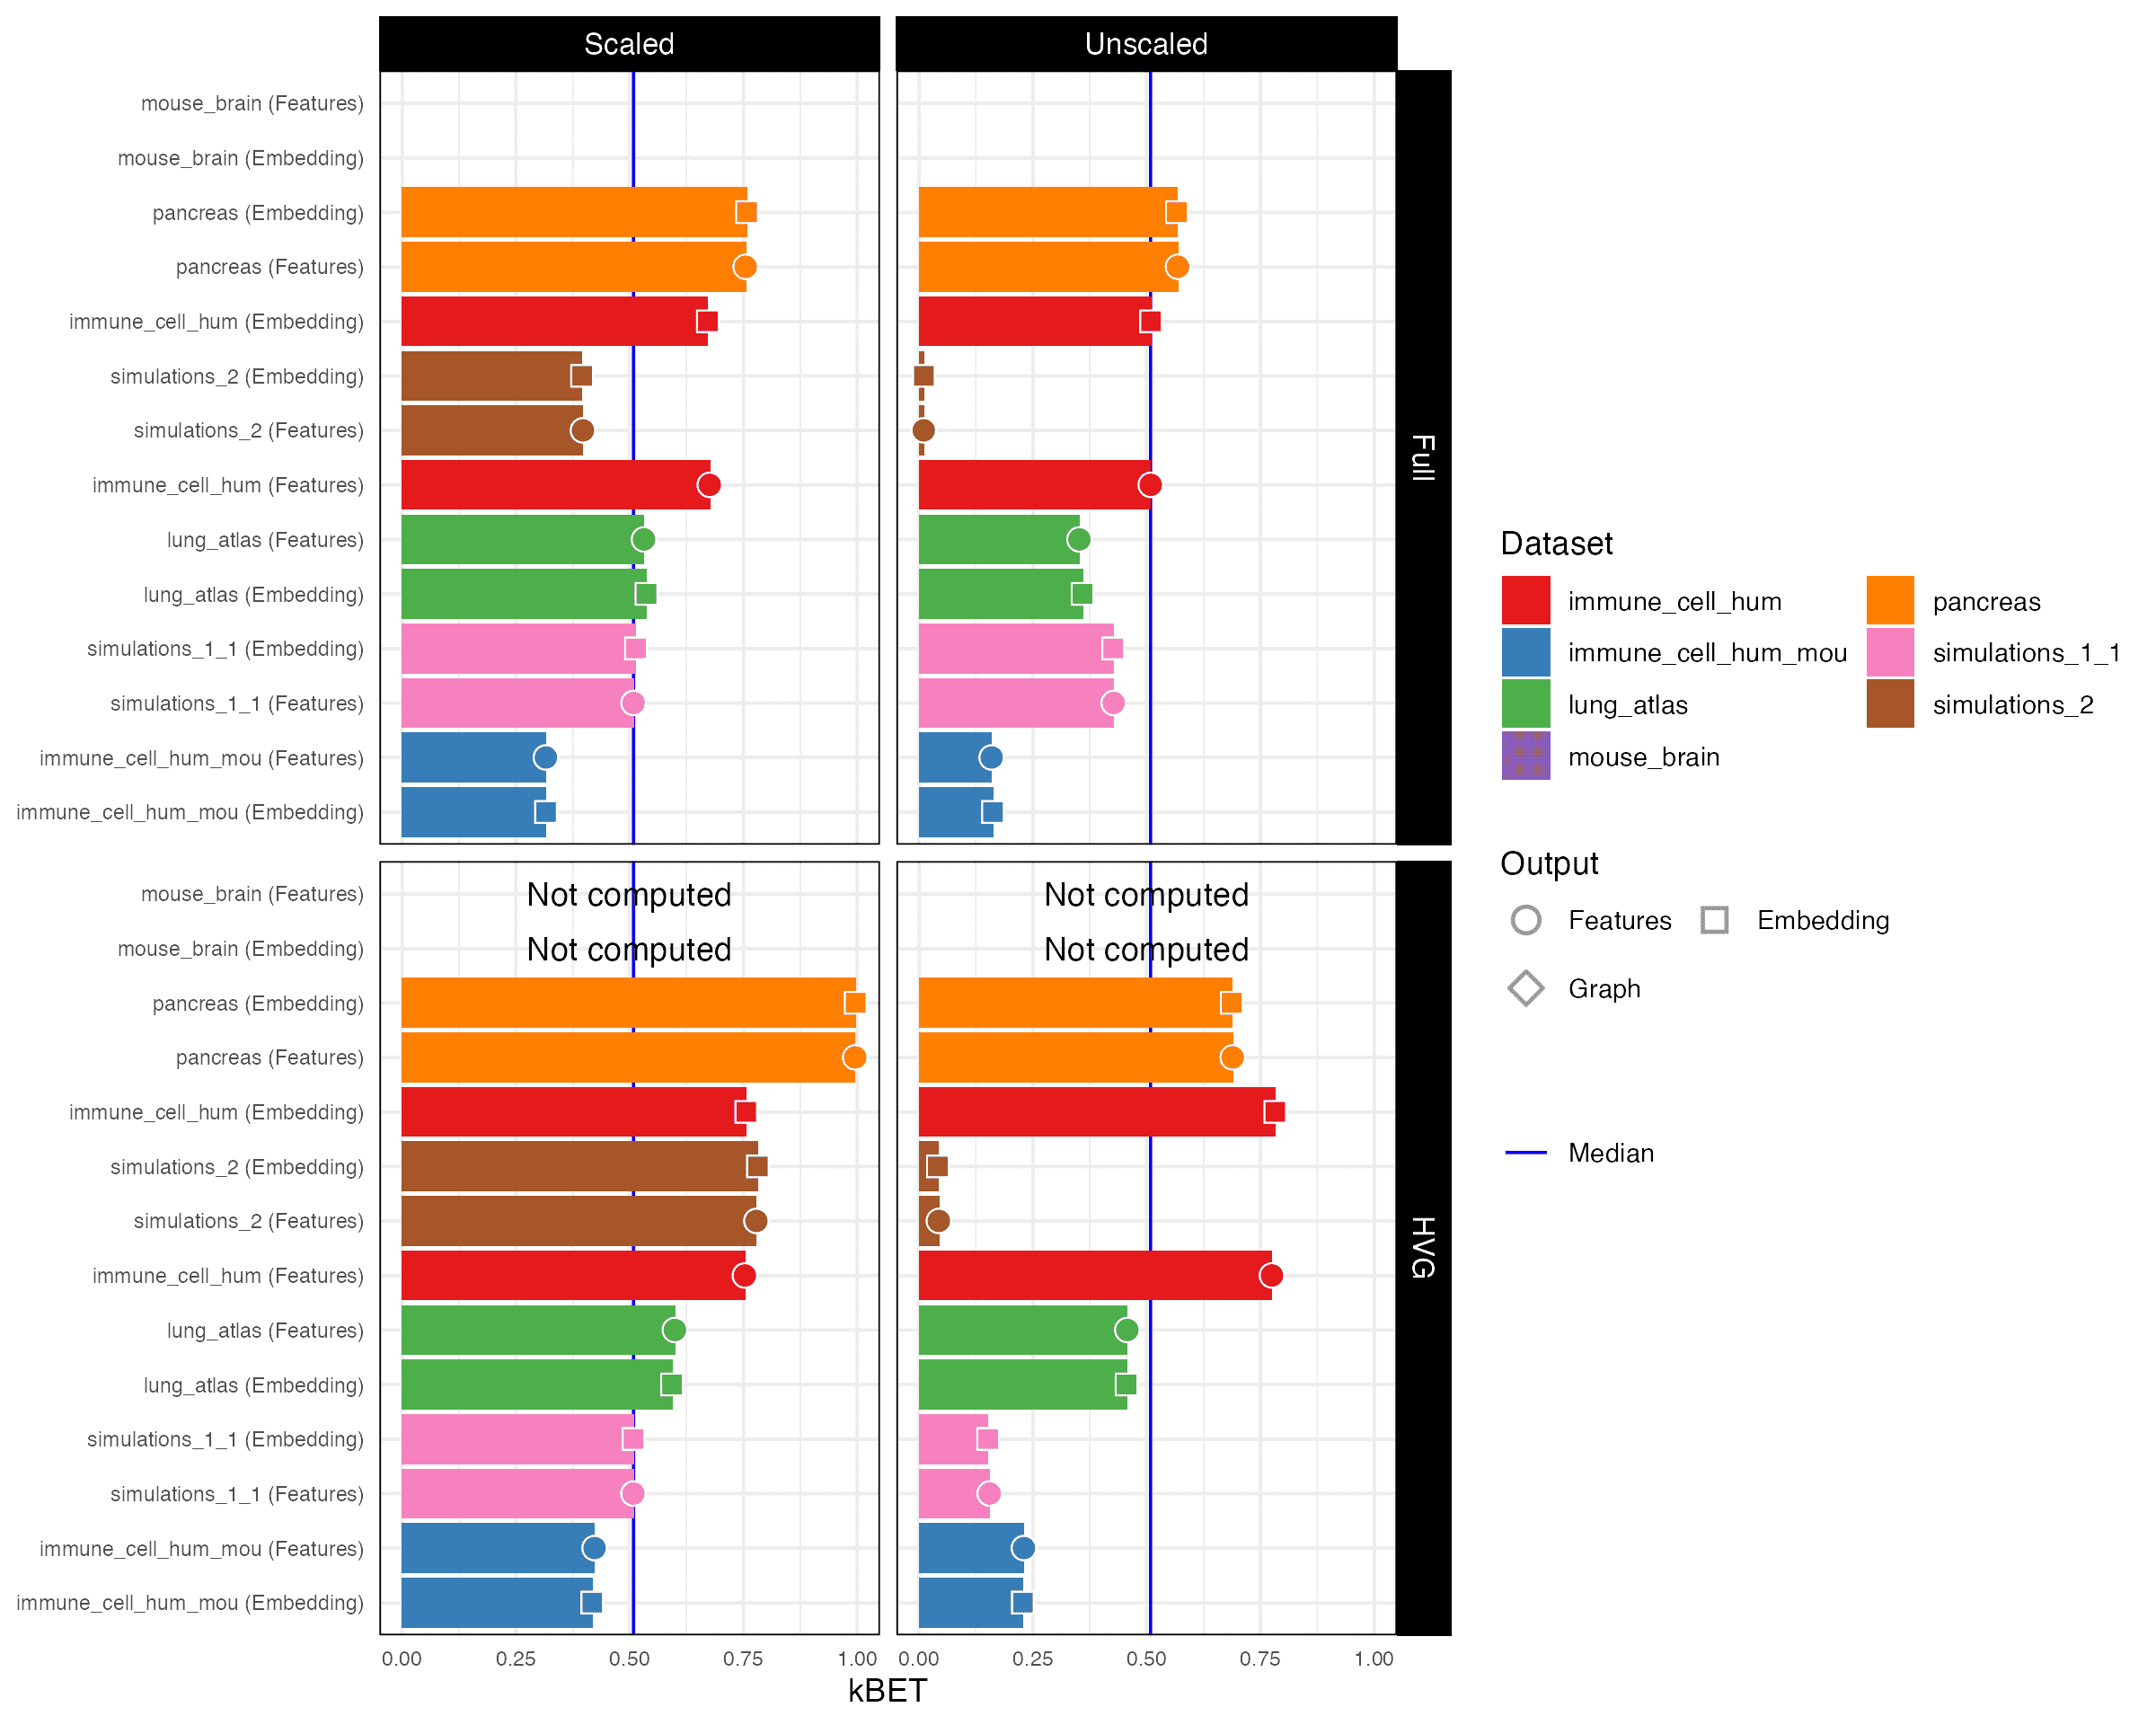 Scaled
Unscaled
mouse_brain (Features)
mouse_brain (Embedding)
pancreas (Embedding)
pancreas (Features)
immune_cell_hum (Embedding)
simulations_2 (Embedding)
simulations_2 (Features)
immune_cell_hum (Features)
lung_atlas (Features)
lung_atlas (Embedding)
simulations_1_1 (Embedding)
simulations_1_1 (Features)
immune_cell_hum_mou (Features)
immune_cell_hum_mou (Embedding)
Full
mouse_brain (Features)
Not computed
Not computed
mouse_brain (Embedding)
Not computed
Not computed
pancreas (Embedding)
pancreas (Features)
immune_cell_hum (Embedding)
simulations_2 (Embedding)
simulations_2 (Features)
immune_cell_hum (Features)
lung_atlas (Features)
lung_atlas (Embedding)
simulations_1_1 (Embedding)
simulations_1_1 (Features)
immune_cell_hum_mou (Features)
immune_cell_hum_mou (Embedding)
HVG
0.00 0.25 0.50 0.75 1.00
0.00 0.25 0.50 0.75 1.00
kBET
Dataset
immune_cell_hum
immune_cell_hum_mou
lung_atlas
mouse_brain
pancreas
simulations_1_1
simulations_2
Output
Features
Embedding
Graph
Median